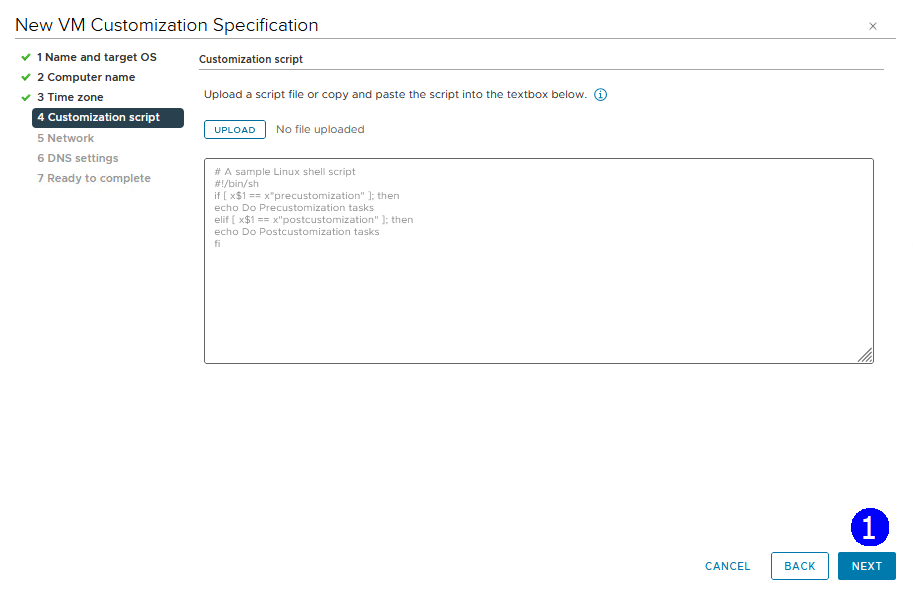 New VM Customization Specification
×
1 Name and target OS
2 Computer name
3 Time zone
4 Customization script
5 Network
6 DNS settings
7 Ready to complete
Customization script
Upload a script file or copy and paste the script into the textbox below.
UPLOAD No file uploaded
# A sample Linux shell script
#!/bin/sh
if [ x$1 == x"precustomization" ]; then
echo Do Precustomization tasks
elif [ x$1 == x"postcustomization" ]; then
echo Do Postcustomization tasks
fi
1
CANCEL BACK NEXT